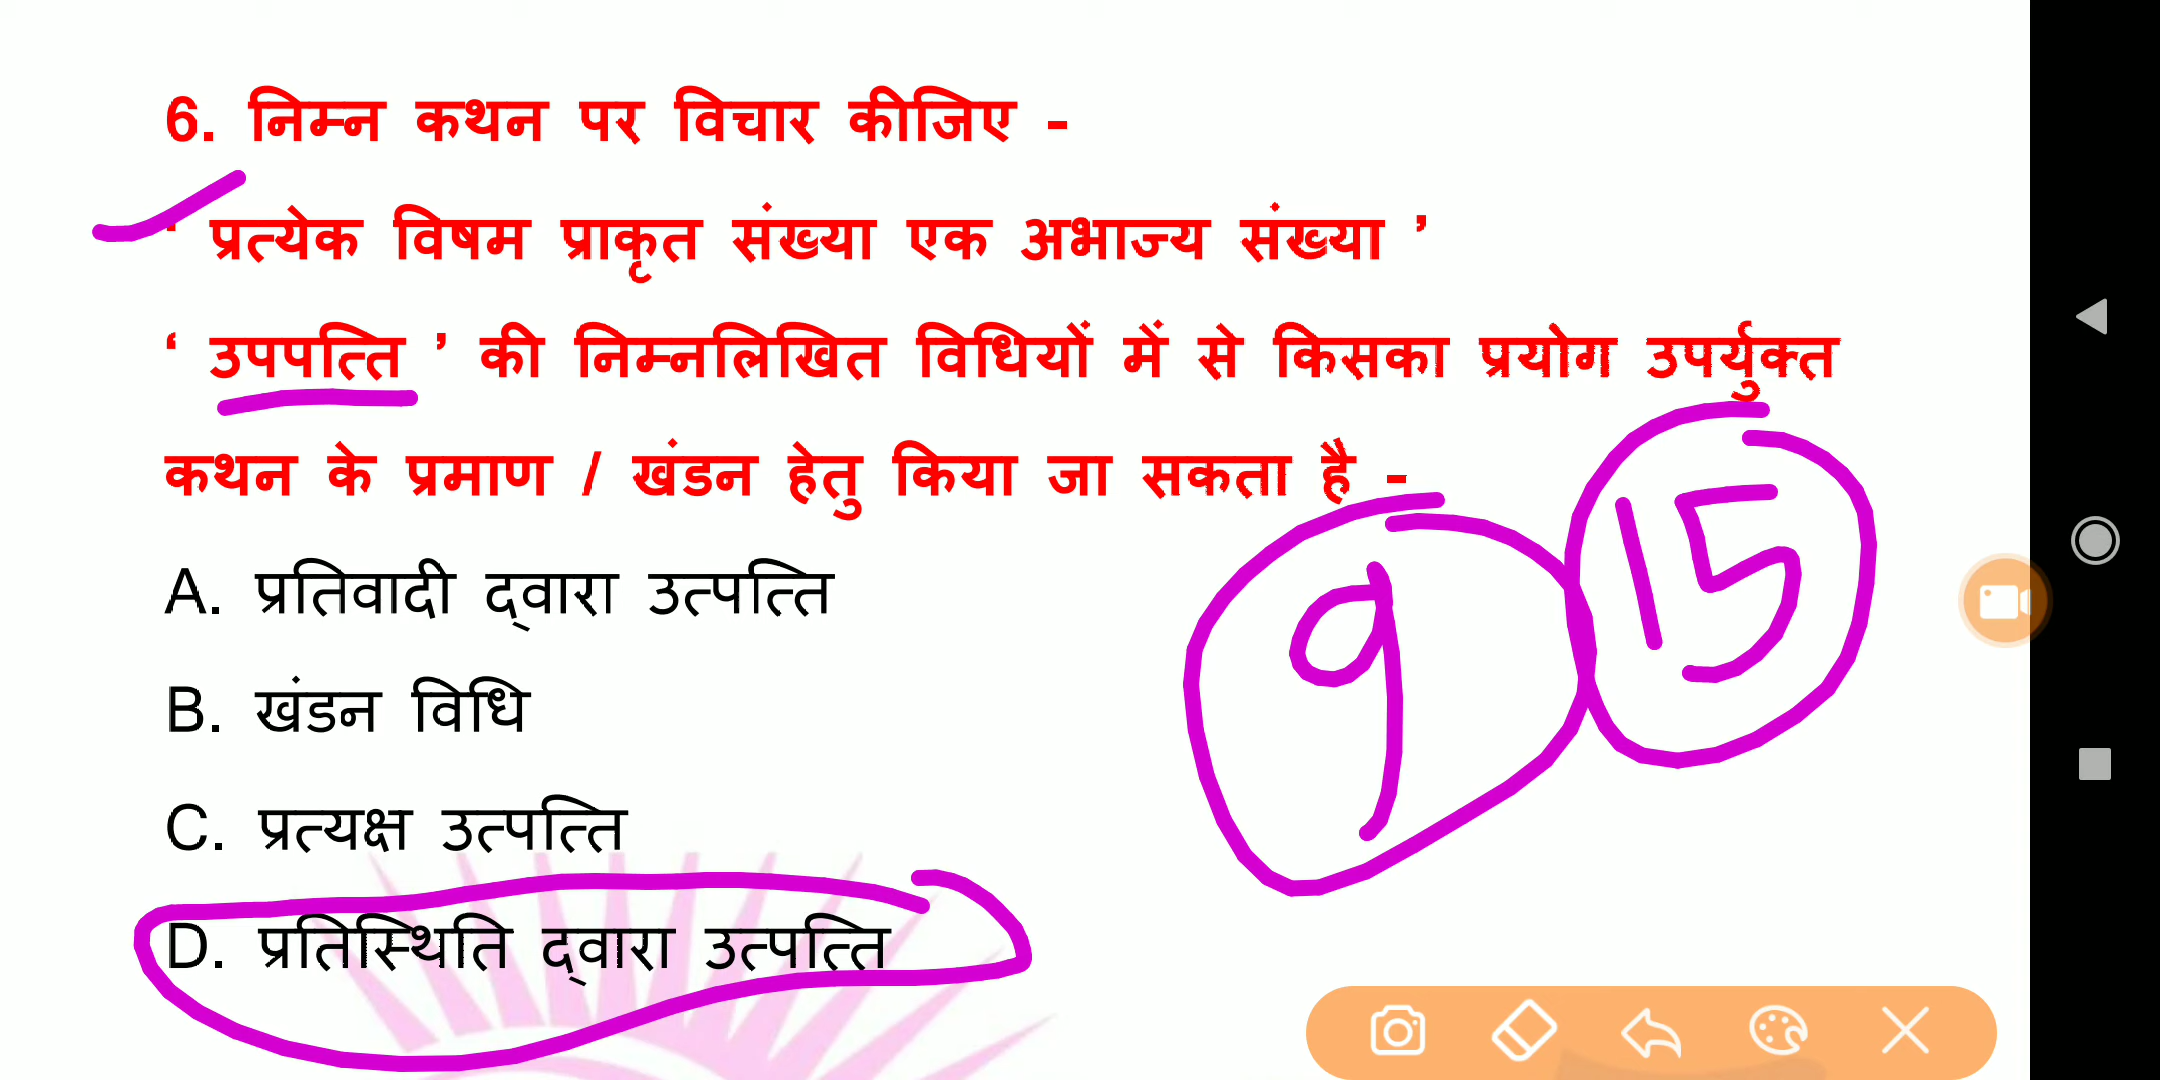 6. निम्न कथन पर विचार कीजिए -
‘ प्रत्येक विषम प्राकृत संख्या एक अभाज्य संख्या ’
‘ उपपत्ति ’ की निम्नलिखित विधियों में से किसका प्रयोग उपर्युक्त
कथन के प्रमाण / खंडन हेतु किया जा सकता है -
A. प्रतिवादी द्वारा उत्पत्ति
B. खंडन विधि
C. प्रत्यक्ष उत्पत्ति
D. प्रतिस्थिति द्वारा उत्पत्ति
9 15